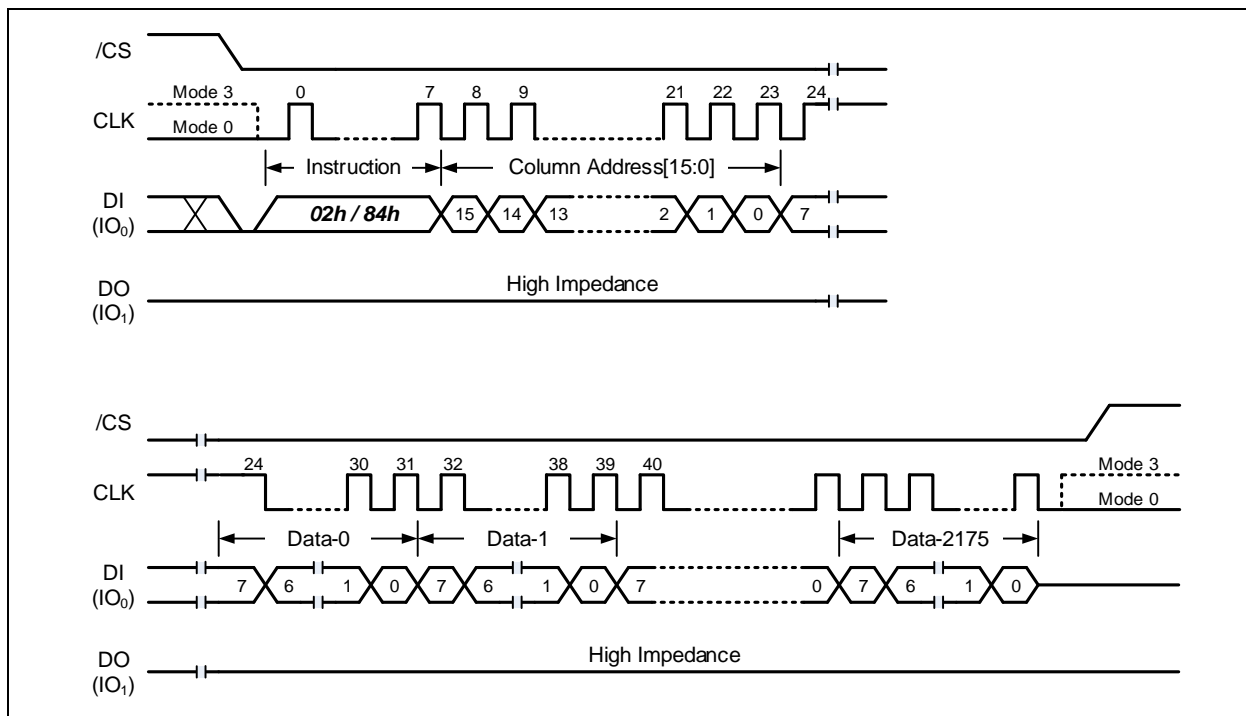 /CS
Mode 3 0 7 8 9 21 22 23 24
CLK
Mode 0
Instruction Column Address[15:0]
DI
(IO0)
02h / 84h 15 14 13 2 1 0 7
High Impedance
DO
(IO1)
/CS
24 30 31 32 38 39 40 Mode 3
CLK
Mode 0
Data-0 Data-1 Data-2175
DI
(IO0)
7 6 1 0 7 6 1 0 7 0 7 6 1 0
High Impedance
DO
(IO1)